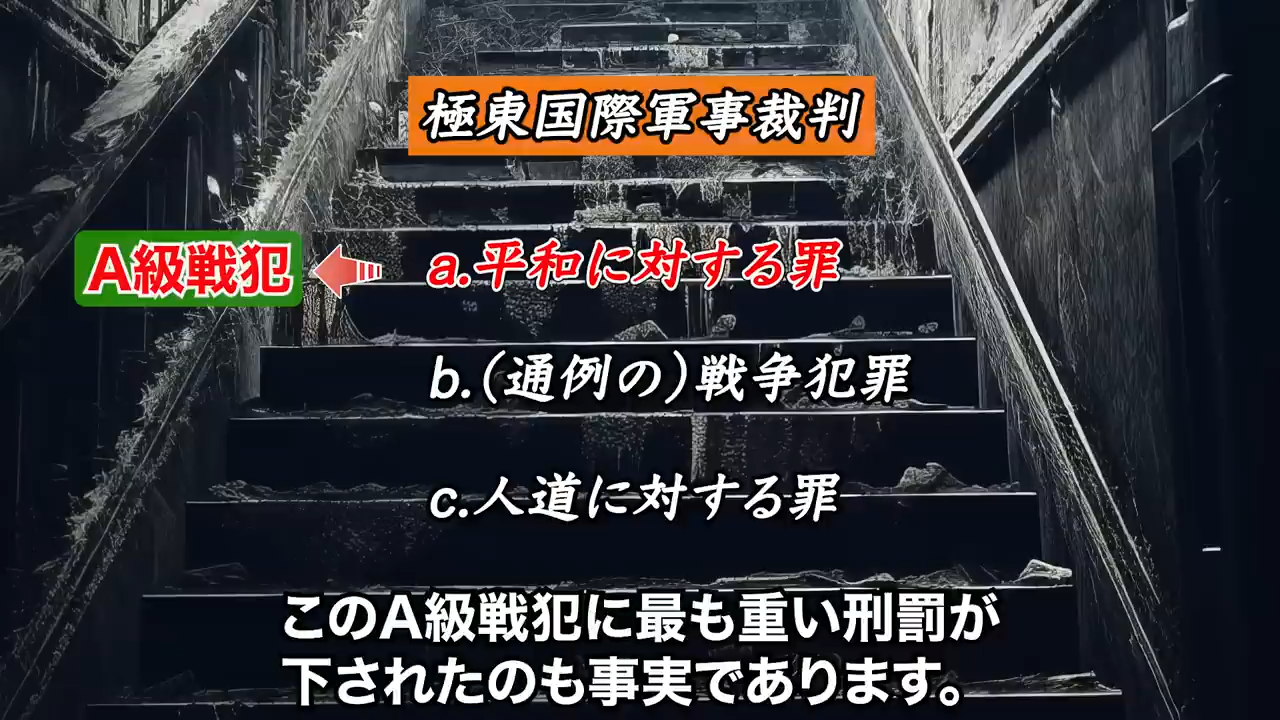 極東国際軍事裁判
A級戦犯
a.平和に対する罪
b.(通例の)戦争犯罪
c.人道に対する罪
このA級戦犯に最も重い刑罰が
下されたのも事実であります。